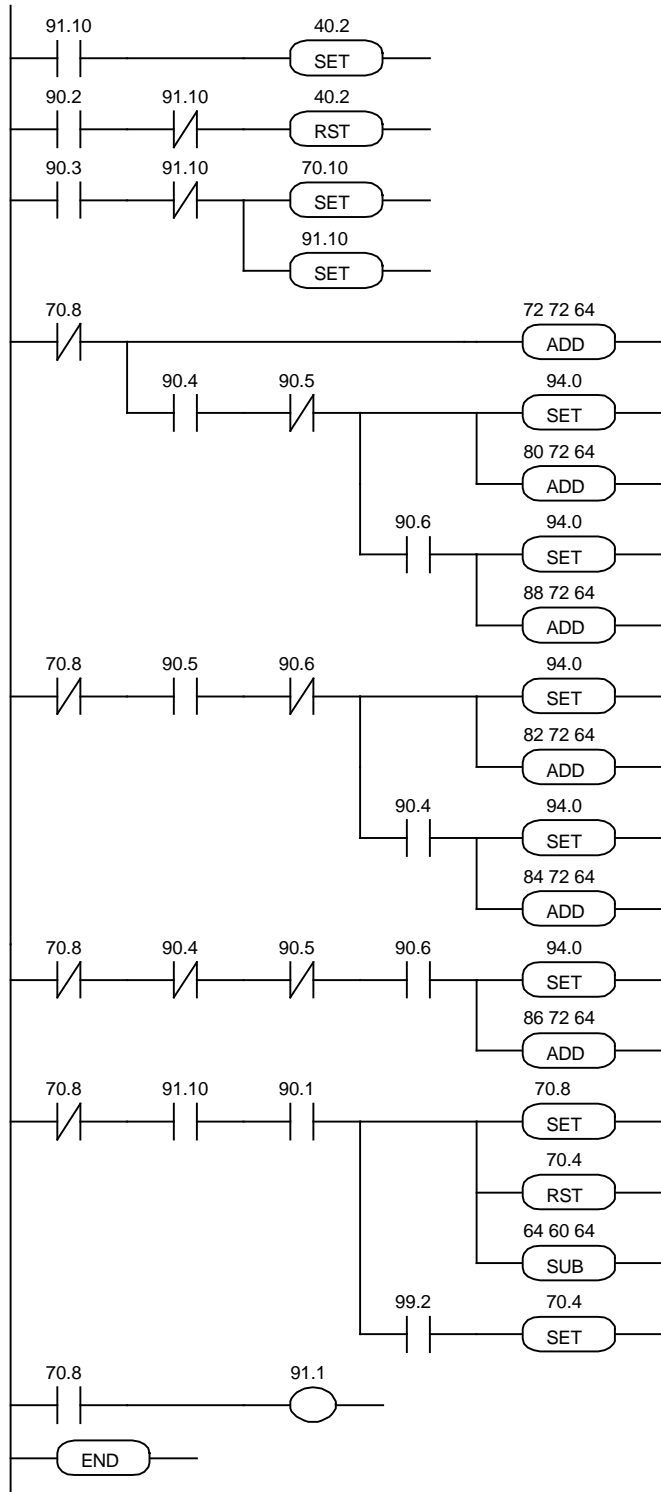 91.10 40.2
SET
90.2 91.10 40.2
RST
90.3 91.10 70.10
SET
91.10
SET
70.8 72 72 64
ADD
90.4 90.5 94.0
SET
80 72 64
ADD
90.6 94.0
SET
88 72 64
ADD
70.8 90.5 90.6 94.0
SET
82 72 64
ADD
90.4 94.0
SET
84 72 64
ADD
70.8 90.4 90.5 90.6 94.0
SET
86 72 64
ADD
70.8 91.10 90.1 70.8
SET
70.4
RST
64 60 64
SUB
99.2 70.4
SET
70.8 91.1
END